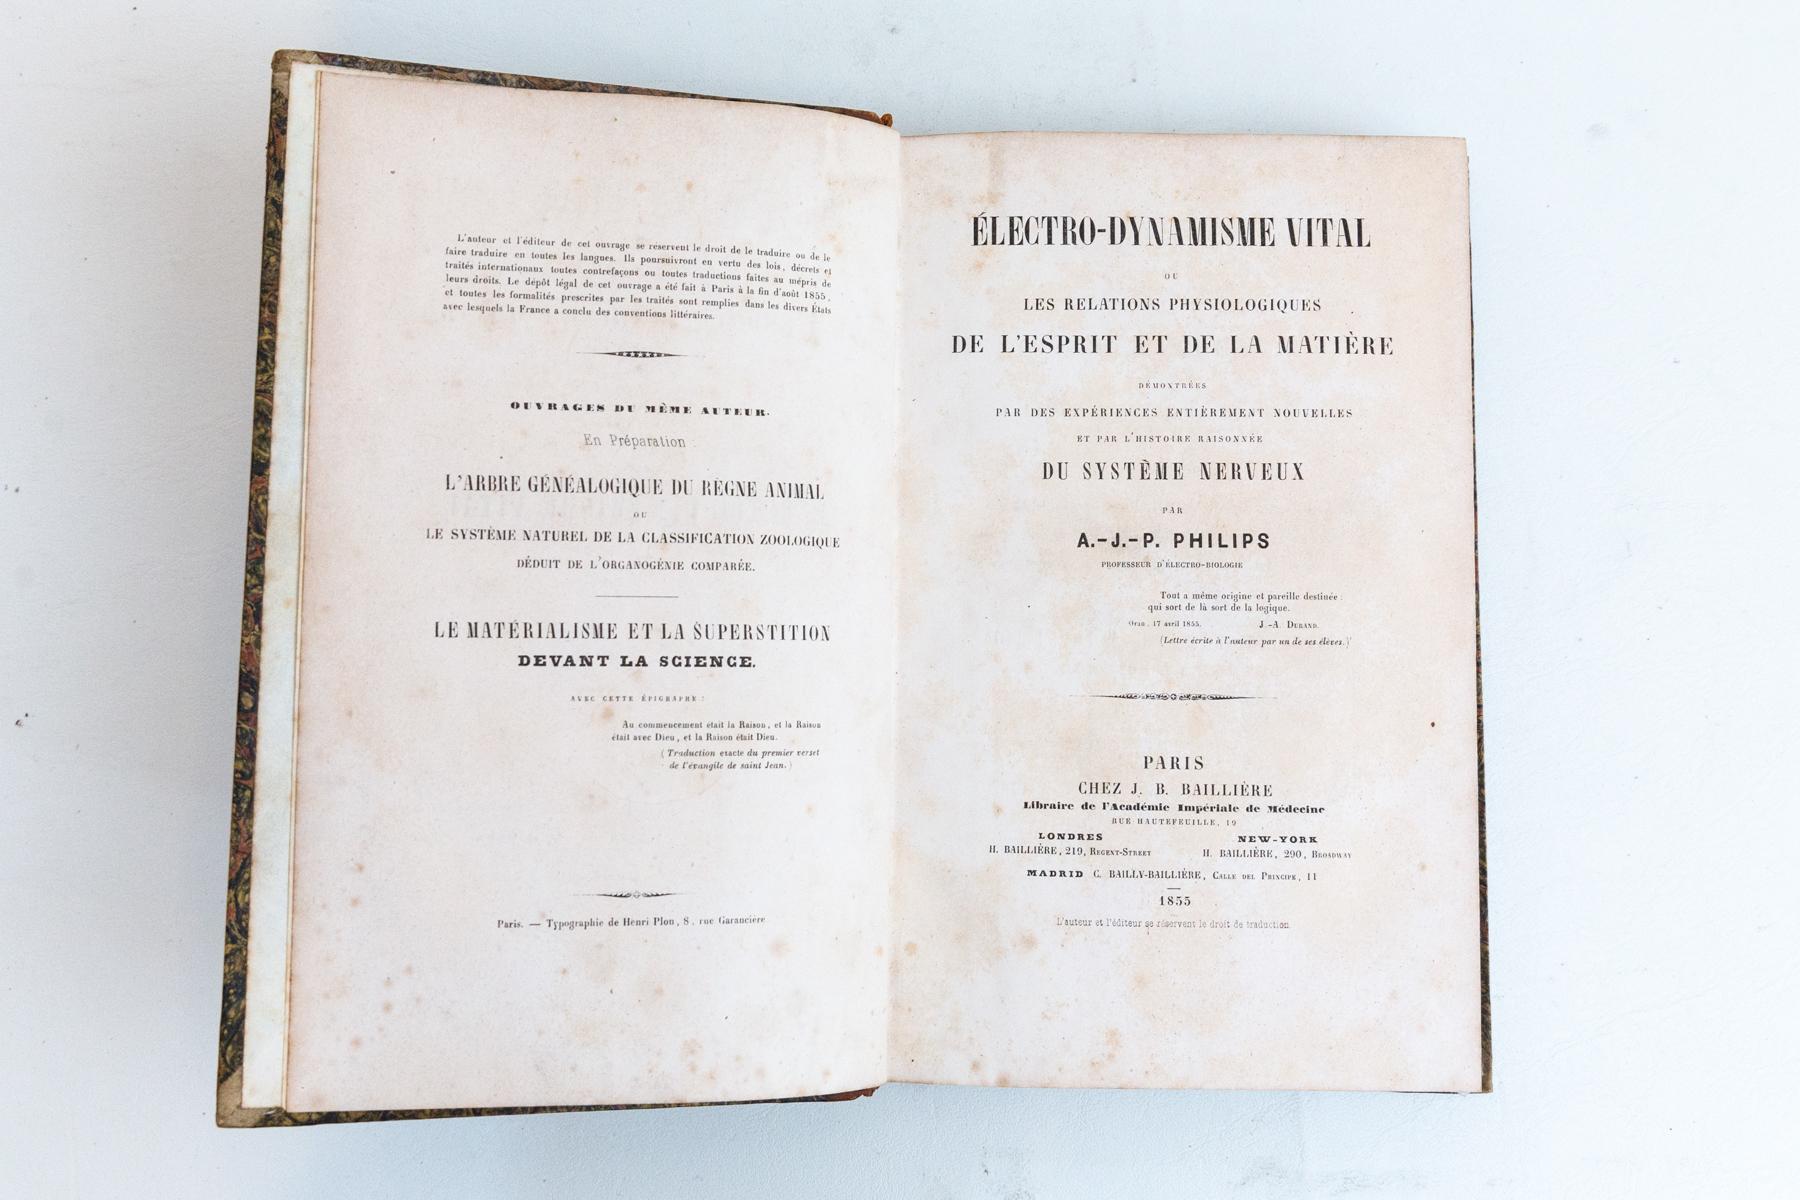 L'auteur et l'éditeur de cet ouvrage se réservent le droit de le traduire ou de le
faire traduire en toutes les langues. Ils poursuivront en vertu des lois, décrets et
traités internationaux toutes contrefaçons ou toutes traductions faites au mépris de
leurs droits. Le dépôt légal de cet ouvrage a été fait à Paris à la fin d'août 1855,
et toutes les formalités prescrites par les traités sont remplies dans les divers États
avec lesquels la France a conclu des conventions littéraires.
OUVRAGES DU MÊME AUTEUR.
En Préparation :
L'ARBRE GÉNÉALOGIQUE DU RÈGNE ANIMAL
OU
LE SYSTÈME NATUREL DE LA CLASSIFICATION ZOOLOGIQUE
DÉDUIT DE L'ORGANOGÉNIE COMPARÉE.
LE MATÉRIALISME ET LA SUPERSTITION
DEVANT LA SCIENCE.
AVEC CETTE ÉPIGRAPHE :
Au commencement était la Raison, et la Raison
était avec Dieu, et la Raison était Dieu.
(Traduction exacte du premier verset
de l'évangile de saint Jean.)
Paris. — Typographie de Henri Plon, 8, rue Garancière
ÉLECTRO-DYNAMISME VITAL
OU
LES RELATIONS PHYSIOLOGIQUES
DE L'ESPRIT ET DE LA MATIÈRE
DÉMONTRÉES
PAR DES EXPÉRIENCES ENTIÈREMENT NOUVELLES
ET PAR L'HISTOIRE RAISONNÉE
DU SYSTÈME NERVEUX
PAR
A.-J.-P. PHILIPS
PROFESSEUR D'ÉLECTRO-BIOLOGIE
Tout a même origine et pareille destinée :
qui sort de là sort de la logique.
Oran, 17 avril 1855. J.-A. DURAND.
(Lettre écrite à l'auteur par un de ses élèves.)
PARIS
CHEZ J. B. BAILLIÈRE
Libraire de l'Académie Impériale de Médecine
RUE HAUTEFEUILLE, 19
LONDRES NEW-YORK
H. BAILLIÈRE, 219, REGENT-STREET H. BAILLIÈRE, 290, BROADWAY
MADRID C. BAILLY-BAILLIÈRE, CALLE DEL PRINCIPE, 11
1855
L'auteur et l'éditeur se réservent le droit de traduction.